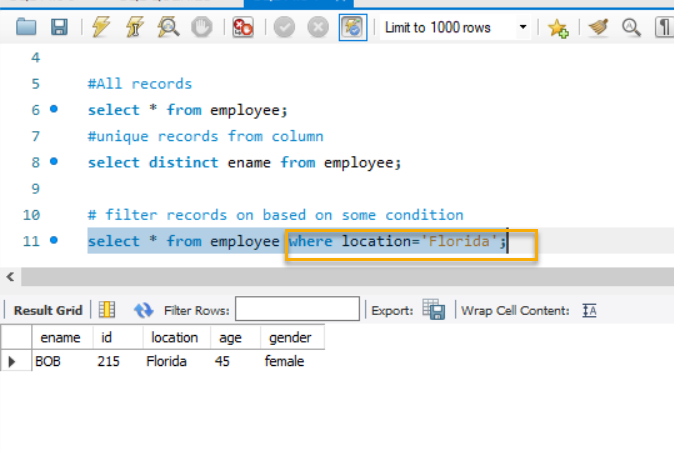 Limit to 1000 rows
4
5 #All records
6 select * from employee;
7 #unique records from column
8 select distinct ename from employee;
9
10 # filter records on based on some condition
11 select * from employee where location='Florida';
Result Grid Filter Rows: Export: Wrap Cell Content:
ename id location age gender
BOB 215 Florida 45 female